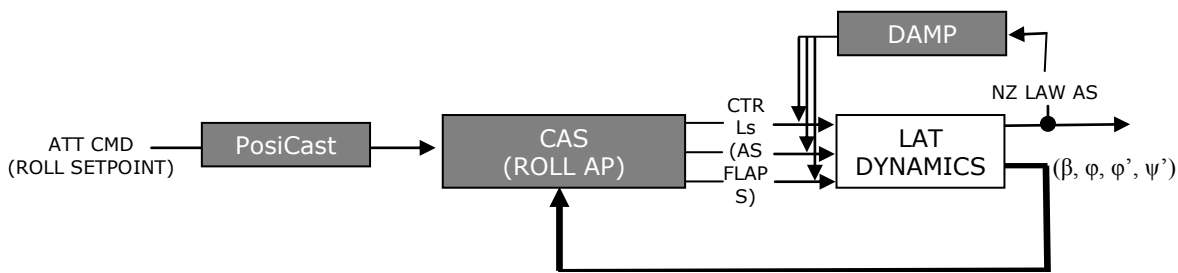 DAMP
NZ LAW AS
CTR
Ls
(AS
FLAP
S)
ATT CMD
(ROLL SETPOINT)
PosiCast
CAS
(ROLL AP)
LAT
DYNAMICS
(β, φ, φ’, ψ’)